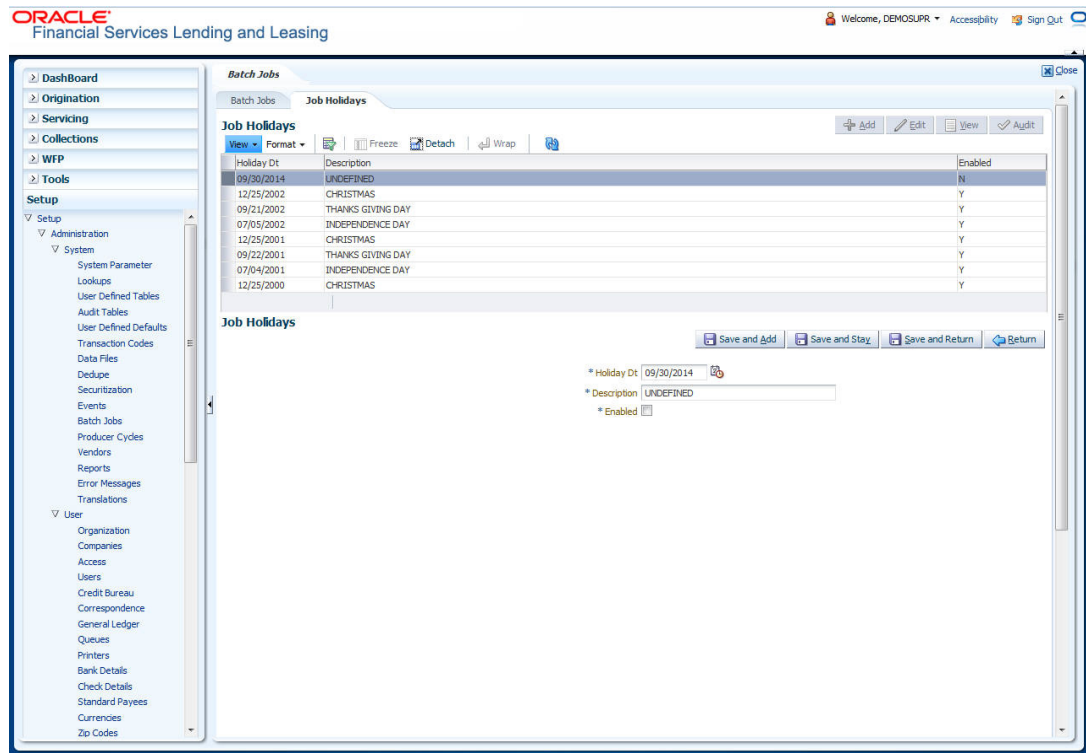 ORACLE
Financial Services Lending and Leasing
Welcome, DEMOSUPR Accessibility Sign Out
Close
DashBoard
Origination
Servicing
Collections
WFP
Tools
Setup
Setup
Administration
System
System Parameter
Lookups
User Defined Tables
Audit Tables
User Defined Defaults
Transaction Codes
Data Files
Dedupe
Securitization
Events
Batch Jobs
Producer Cycles
Vendors
Reports
Error Messages
Translations
User
Organization
Companies
Access
Users
Credit Bureau
Correspondence
General Ledger
Queues
Printers
Bank Details
Check Details
Standard Payees
Currencies
Zip Codes
Batch Jobs
Batch Jobs Job Holidays
Job Holidays
Add Edit View Audit
View Format Freeze Detach Wrap
Holiday Dt Description Enabled
09/30/2014 UNDEFINED N
12/25/2002 CHRISTMAS Y
09/21/2002 THANKS GIVING DAY Y
07/05/2002 INDEPENDENCE DAY Y
12/25/2001 CHRISTMAS Y
09/22/2001 THANKS GIVING DAY Y
07/04/2001 INDEPENDENCE DAY Y
12/25/2000 CHRISTMAS Y
Job Holidays
Save and Add Save and Stay Save and Return Return
* Holiday Dt 09/30/2014
* Description UNDEFINED
* Enabled